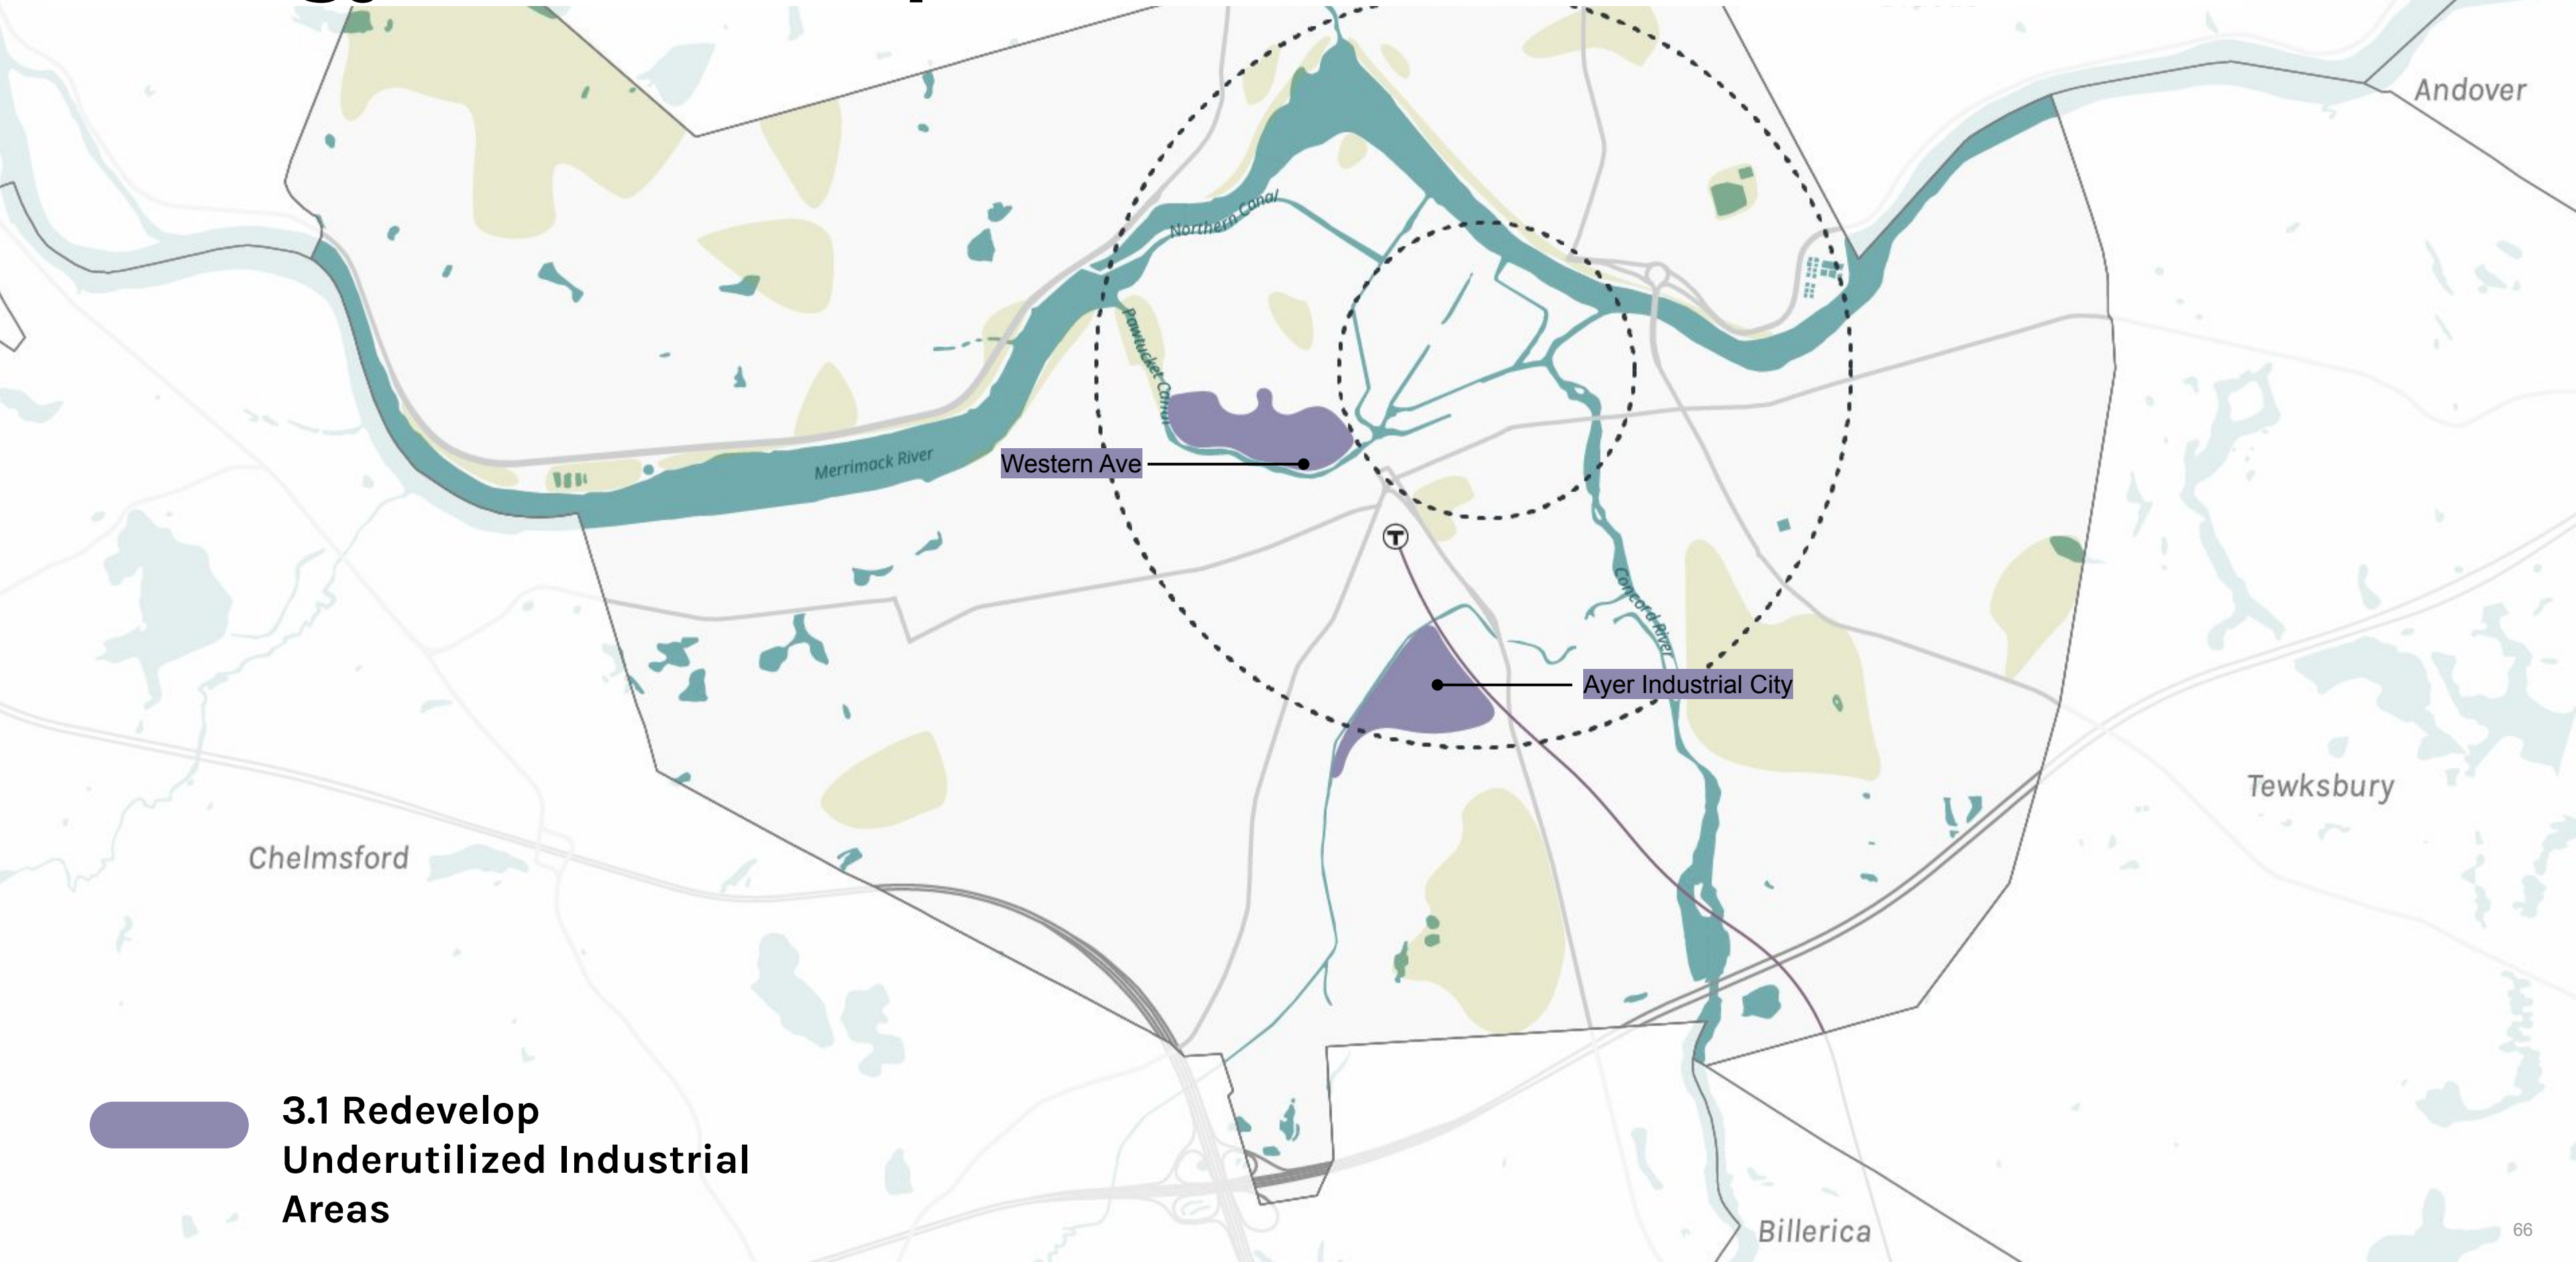 Andover
Northern Canal
Pawtucket Canal
Merrimack River
Western Ave
T
Concord River
Ayer Industrial City
Tewksbury
Chelmsford
3.1 Redevelop
Underutilized Industrial
Areas
Billerica
66